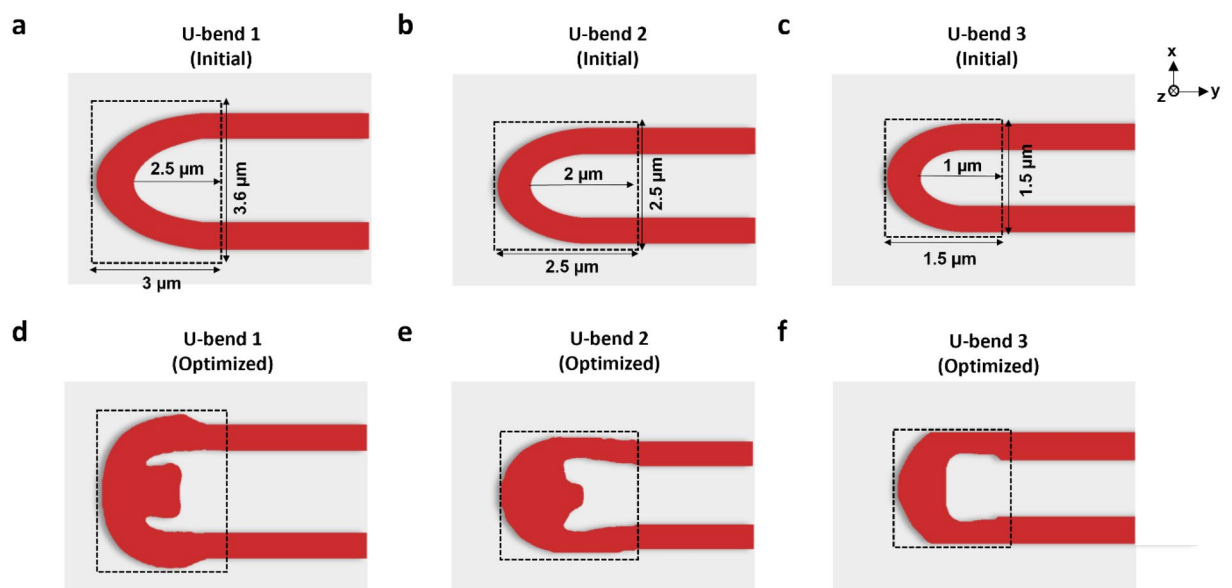 a
U-bend 1
(Initial)
2.5 µm
3.6 µm
3 µm
b
U-bend 2
(Initial)
2 µm
2.5 µm
2.5 µm
c
U-bend 3
(Initial)
1 µm
1.5 µm
1.5 µm
x
z
y
d
U-bend 1
(Optimized)
e
U-bend 2
(Optimized)
f
U-bend 3
(Optimized)